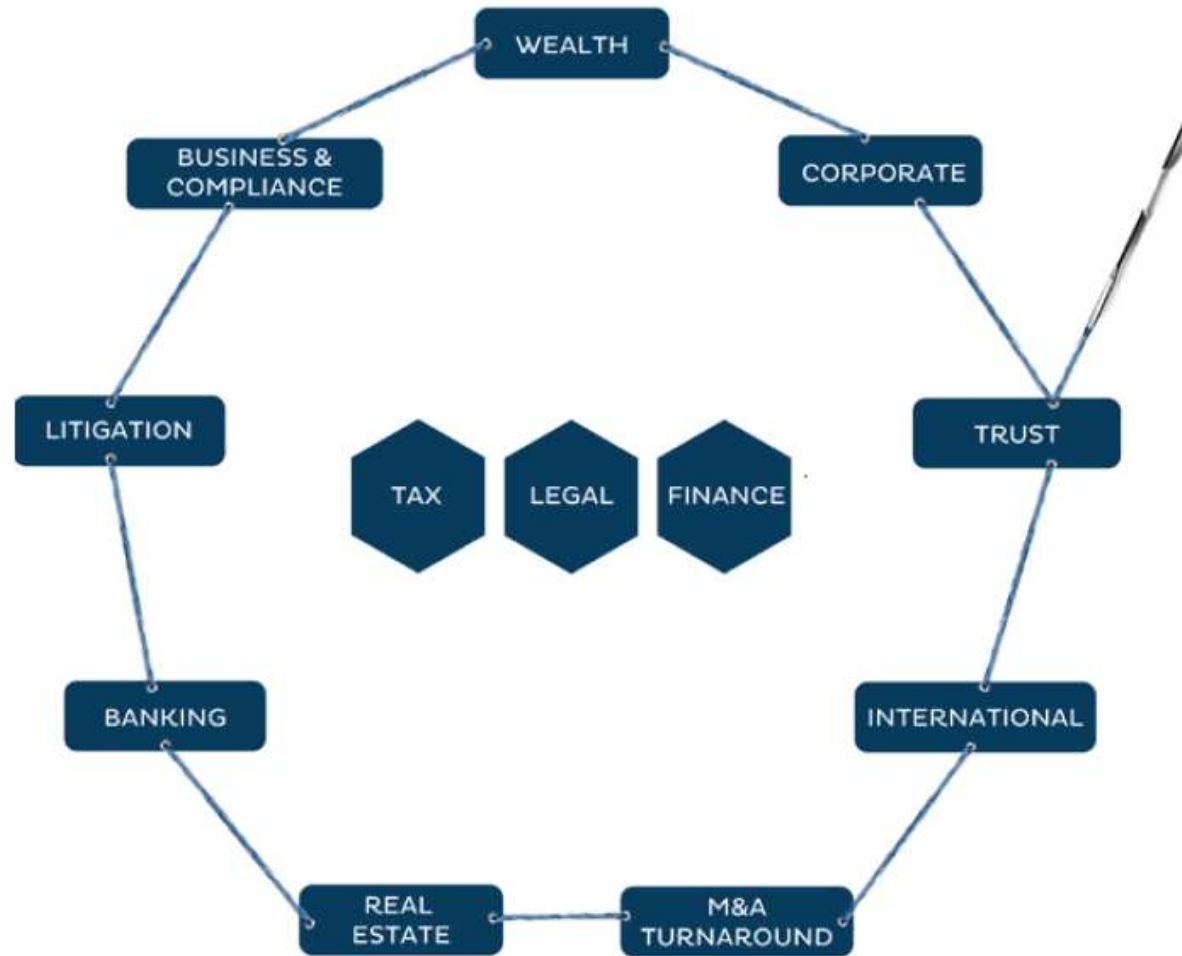 WEALTH
BUSINESS &
COMPLIANCE
CORPORATE
LITIGATION
TRUST
TAX
LEGAL
FINANCE
BANKING
INTERNATIONAL
REAL
ESTATE
M&A
TURNAROUND